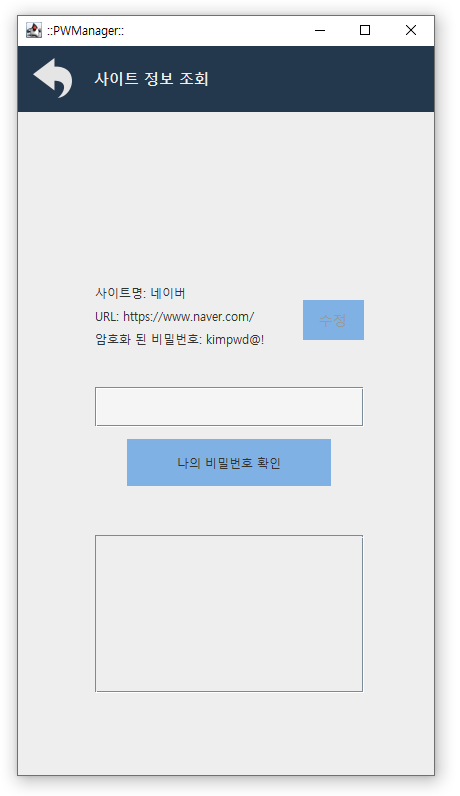 ::PWManager::
사이트 정보 조회
사이트명: 네이버
URL: https://www.naver.com/
암호화 된 비밀번호: kimpwd@!
수정
나의 비밀번호 확인